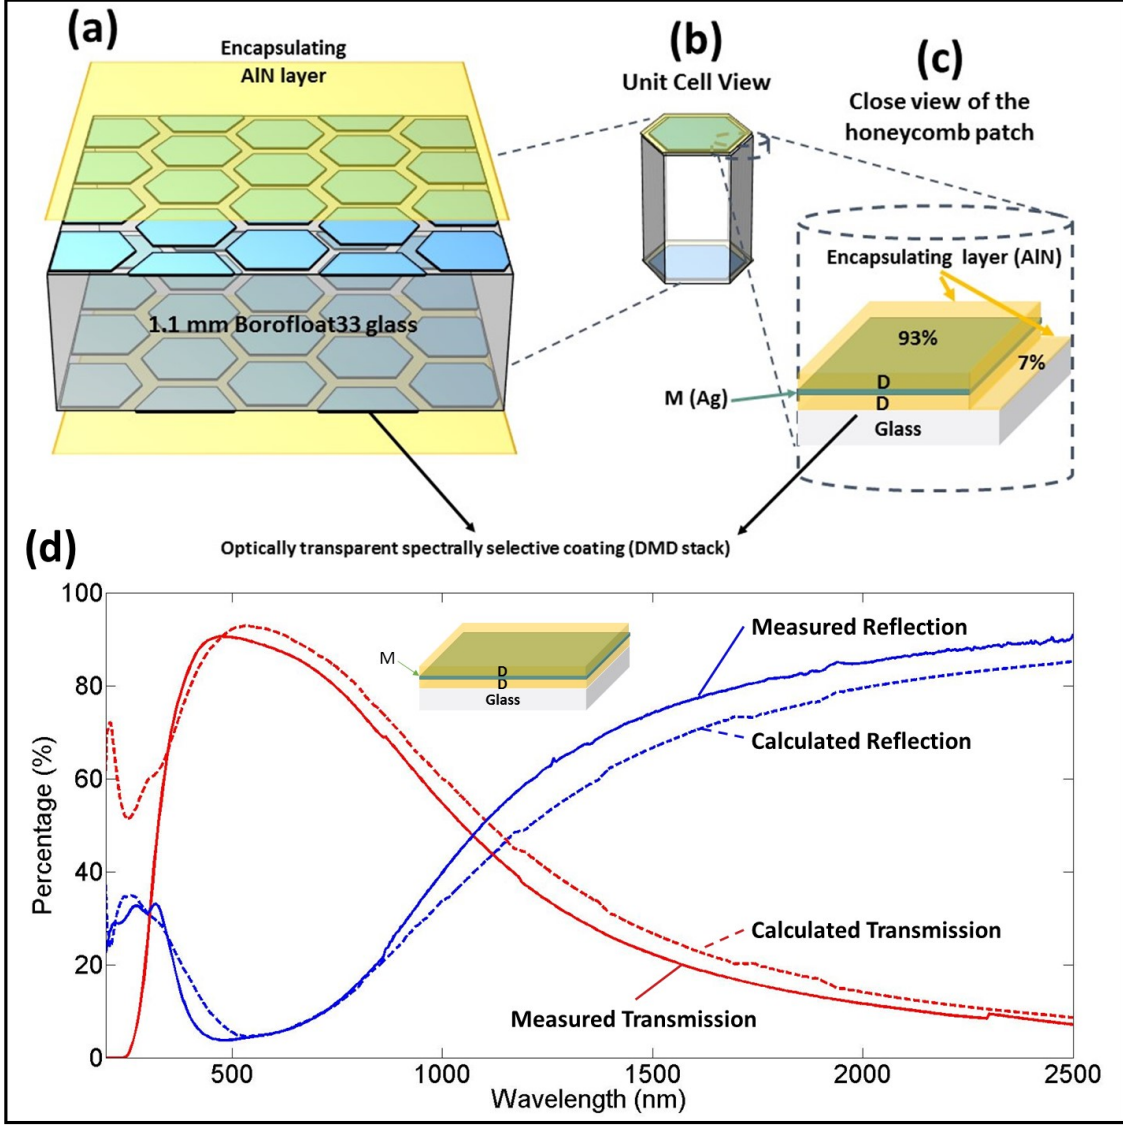 (a)
Encapsulating
AlN layer
1.1 mm Borofloat33 glass
(b)
Unit Cell View
(c)
Close view of the
honeycomb patch
Encapsulating layer (AlN)
93%
7%
D
M (Ag)
D
Glass
Optically transparent spectrally selective coating (DMD stack)
(d)
Percentage (%)
100
80
60
40
20
0
M
D
D
Glass
Measured Reflection
Calculated Reflection
Calculated Transmission
Measured Transmission
500
1000
1500
2000
2500
Wavelength (nm)